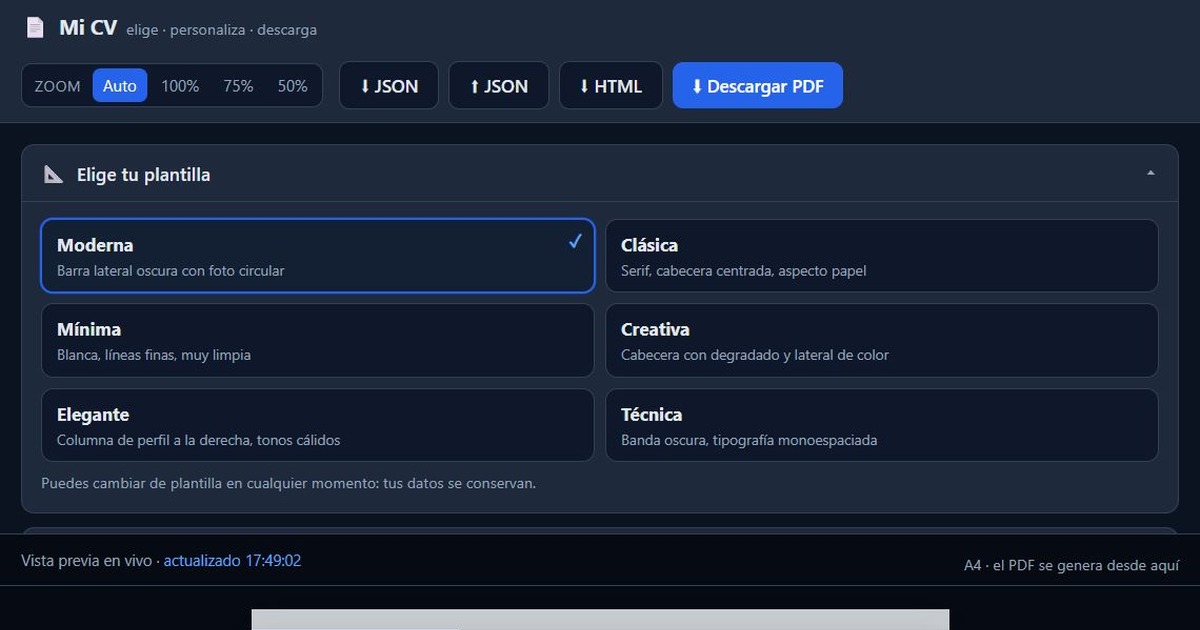 Mi CV elige · personaliza · descarga
ZOOM Auto 100% 75% 50% ⬇ JSON ⬆ JSON ⬇ HTML ⬇ Descargar PDF
Elige tu plantilla
Moderna
Barra lateral oscura con foto circular
Clásica
Serif, cabecera centrada, aspecto papel
Mínima
Blanca, líneas finas, muy limpia
Creativa
Cabecera con degradado y lateral de color
Elegante
Columna de perfil a la derecha, tonos cálidos
Técnica
Banda oscura, tipografía monoespaciada
Puedes cambiar de plantilla en cualquier momento: tus datos se conservan.
Vista previa en vivo · actualizado 17:49:02
A4 · el PDF se genera desde aquí